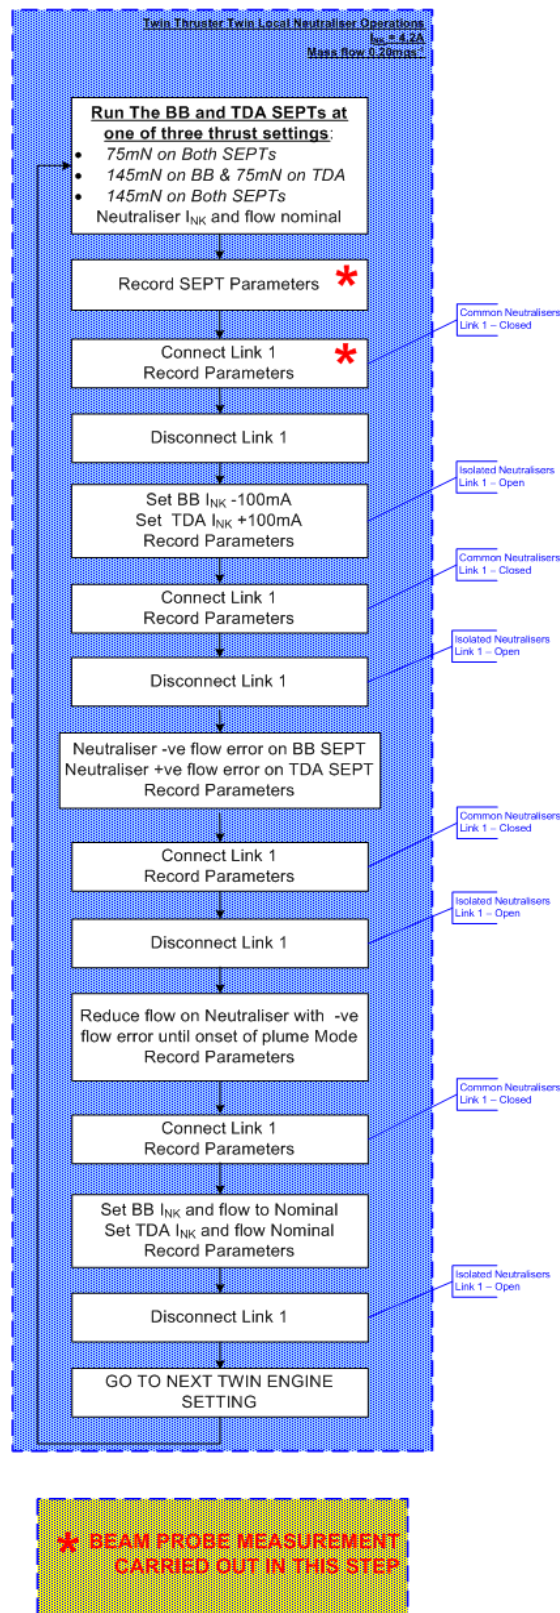 Twin Thruster Twin Local Neutraliser Operations
INK = 4.2A
Mass flow 0.20mgs-1
Run The BB and TDA SEPTs at
one of three thrust settings:
• 75mN on Both SEPTs
• 145mN on BB & 75mN on TDA
• 145mN on Both SEPTs
Neutraliser INK and flow nominal
Record SEPT Parameters *
Common Neutralisers
Link 1 – Closed
Connect Link 1 *
Record Parameters
Disconnect Link 1
Isolated Neutralisers
Link 1 – Open
Set BB INK -100mA
Set TDA INK +100mA
Record Parameters
Common Neutralisers
Link 1 – Closed
Connect Link 1
Record Parameters
Isolated Neutralisers
Link 1 – Open
Disconnect Link 1
Neutraliser -ve flow error on BB SEPT
Neutraliser +ve flow error on TDA SEPT
Record Parameters
Common Neutralisers
Link 1 – Closed
Connect Link 1
Record Parameters
Isolated Neutralisers
Link 1 – Open
Disconnect Link 1
Reduce flow on Neutraliser with -ve
flow error until onset of plume Mode
Record Parameters
Common Neutralisers
Link 1 – Closed
Connect Link 1
Record Parameters
Set BB INK and flow to Nominal
Set TDA INK and flow Nominal
Record Parameters
Isolated Neutralisers
Link 1 – Open
Disconnect Link 1
GO TO NEXT TWIN ENGINE
SETTING
* BEAM PROBE MEASUREMENT
CARRIED OUT IN THIS STEP